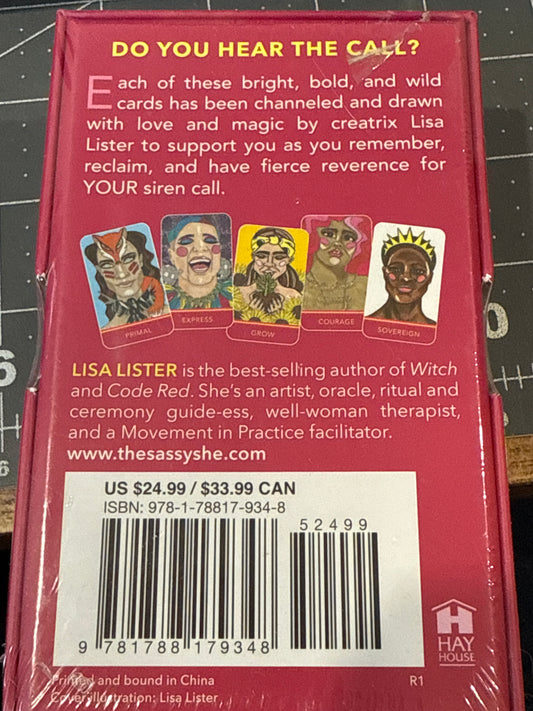 DO YOU HEAR THE CALL?
Each of these bright, bold, and wild
cards has been channeled and drawn
with love and magic by creatrix Lisa
Lister to support you as you remember,
reclaim, and have fierce reverence for
YOUR siren call.
PRIMAL
EXPRESS
GROW
COURAGE
SOVEREIGN
LISA LISTER is the best-selling author of Witch
and Code Red. She's an artist, oracle, ritual and
ceremony guide-ess, well-woman therapist,
and a Movement in Practice facilitator.
www.thesassyshe.com
US $24.99 / $33.99 CAN
ISBN: 978-1-78817-934-8
52499
9 781788 179348
HAY
HOUSE
Printed and bound in China
R1
Cover illustration: Lisa Lister
6
0
6